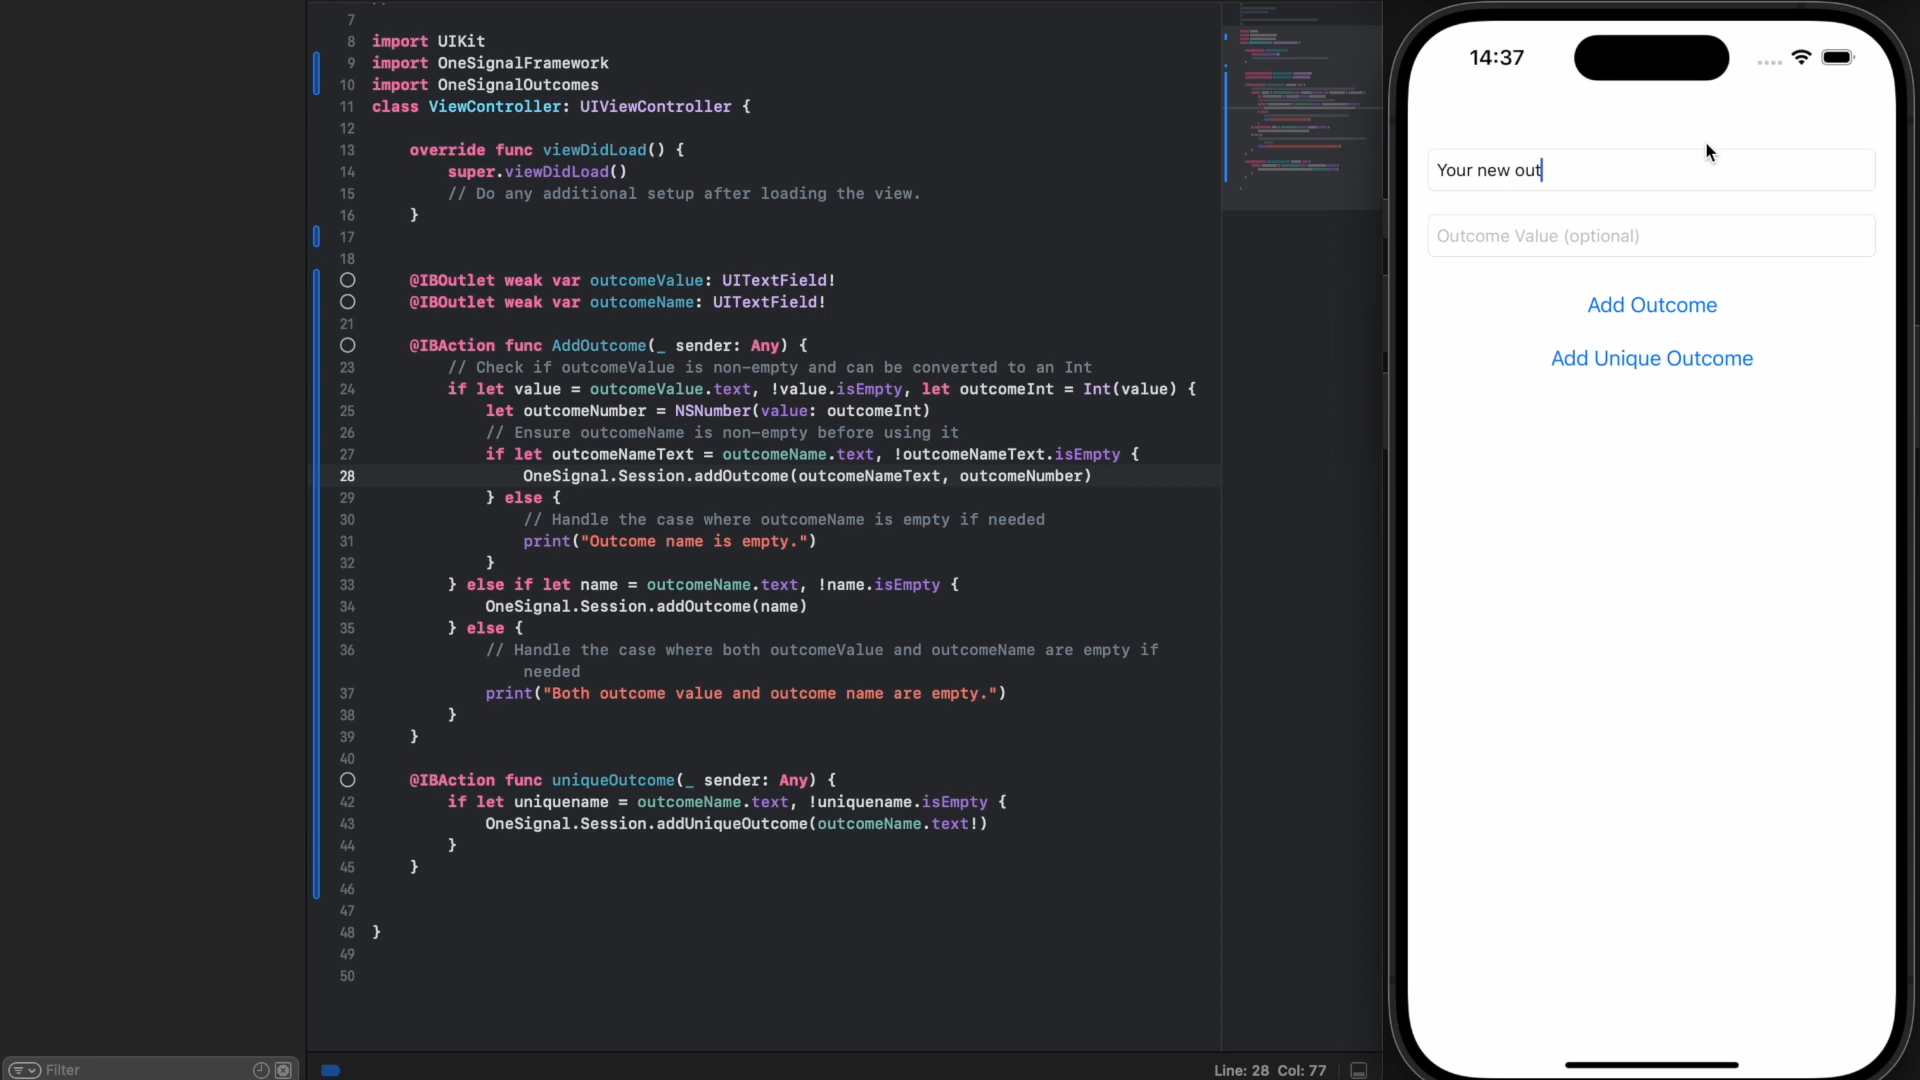 7
8 import UIKit
9 import OneSignalFramework
10 import OneSignalOutcomes
11 class ViewController: UIViewController {
12
13 override func viewDidLoad() {
14 super.viewDidLoad()
15 // Do any additional setup after loading the view.
16 }
17
18
@IBOutlet weak var outcomeValue: UITextField!
@IBOutlet weak var outcomeName: UITextField!
21
@IBAction func AddOutcome(_ sender: Any) {
23 // Check if outcomeValue is non-empty and can be converted to an Int
24 if let value = outcomeValue.text, !value.isEmpty, let outcomeInt = Int(value) {
25 let outcomeNumber = NSNumber(value: outcomeInt)
26 // Ensure outcomeName is non-empty before using it
27 if let outcomeNameText = outcomeName.text, !outcomeNameText.isEmpty {
28 OneSignal.Session.addOutcome(outcomeNameText, outcomeNumber)
29 } else {
30 // Handle the case where outcomeName is empty if needed
31 print("Outcome name is empty.")
32 }
33 } else if let name = outcomeName.text, !name.isEmpty {
34 OneSignal.Session.addOutcome(name)
35 } else {
36 // Handle the case where both outcomeValue and outcomeName are empty if
needed
37 print("Both outcome value and outcome name are empty.")
38 }
39 }
40
@IBAction func uniqueOutcome(_ sender: Any) {
42 if let uniquename = outcomeName.text, !uniquename.isEmpty {
43 OneSignal.Session.addUniqueOutcome(outcomeName.text!)
44 }
45 }
46
47
48 }
49
50
Filter
Line: 28 Col: 77
14:37
Your new out
Outcome Value (optional)
Add Outcome
Add Unique Outcome